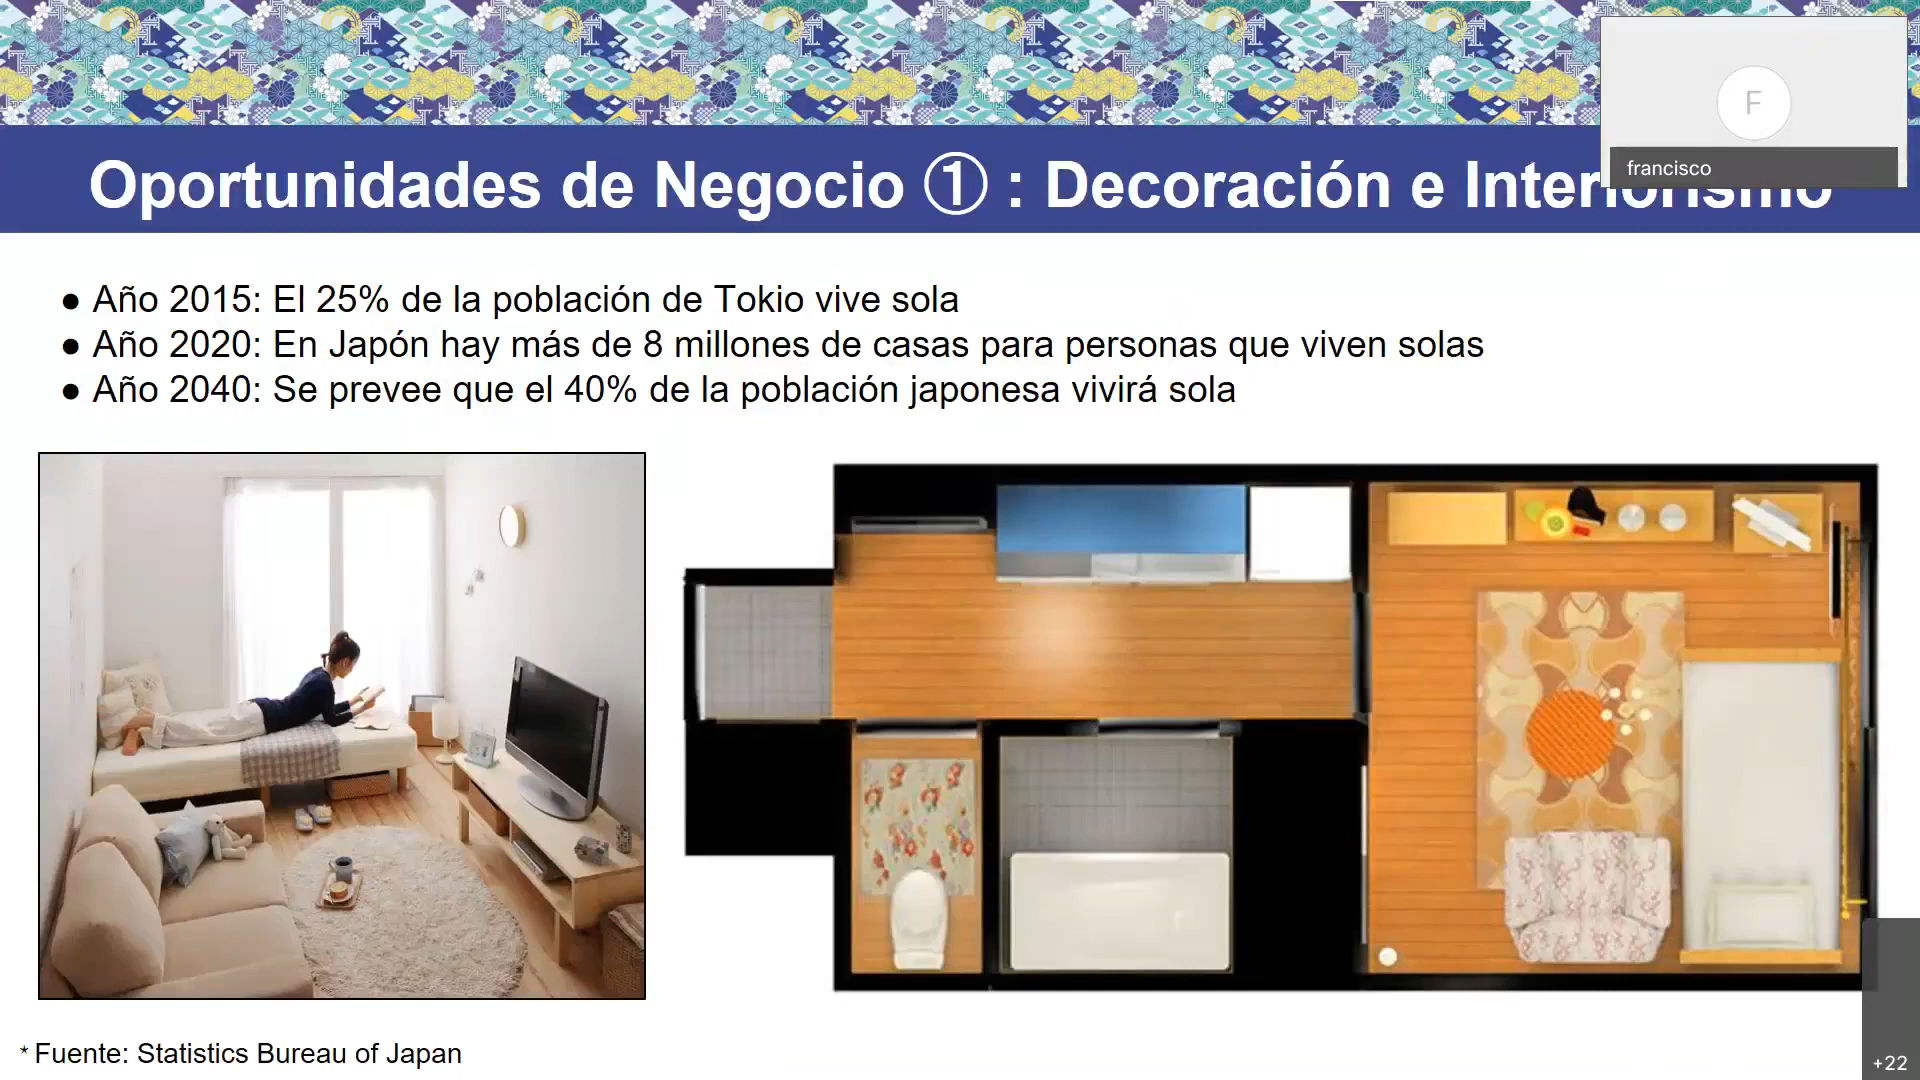 Oportunidades de Negocio ① : Decoración e Interiorismo
F
francisco
● Año 2015: El 25% de la población de Tokio vive sola
● Año 2020: En Japón hay más de 8 millones de casas para personas que viven solas
● Año 2040: Se prevee que el 40% de la población japonesa vivirá sola
* Fuente: Statistics Bureau of Japan
+22